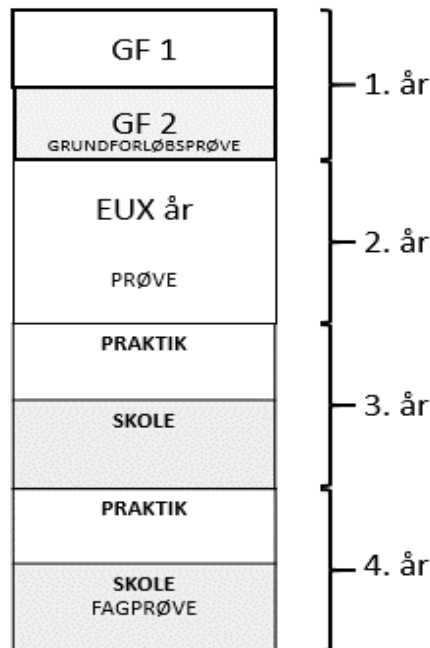 GF 1
1. år
GF 2
GRUNDFORLØBSPRØVE
EUX år
2. år
PRØVE
PRAKTIK
3. år
SKOLE
PRAKTIK
4. år
SKOLE
FAGPRØVE